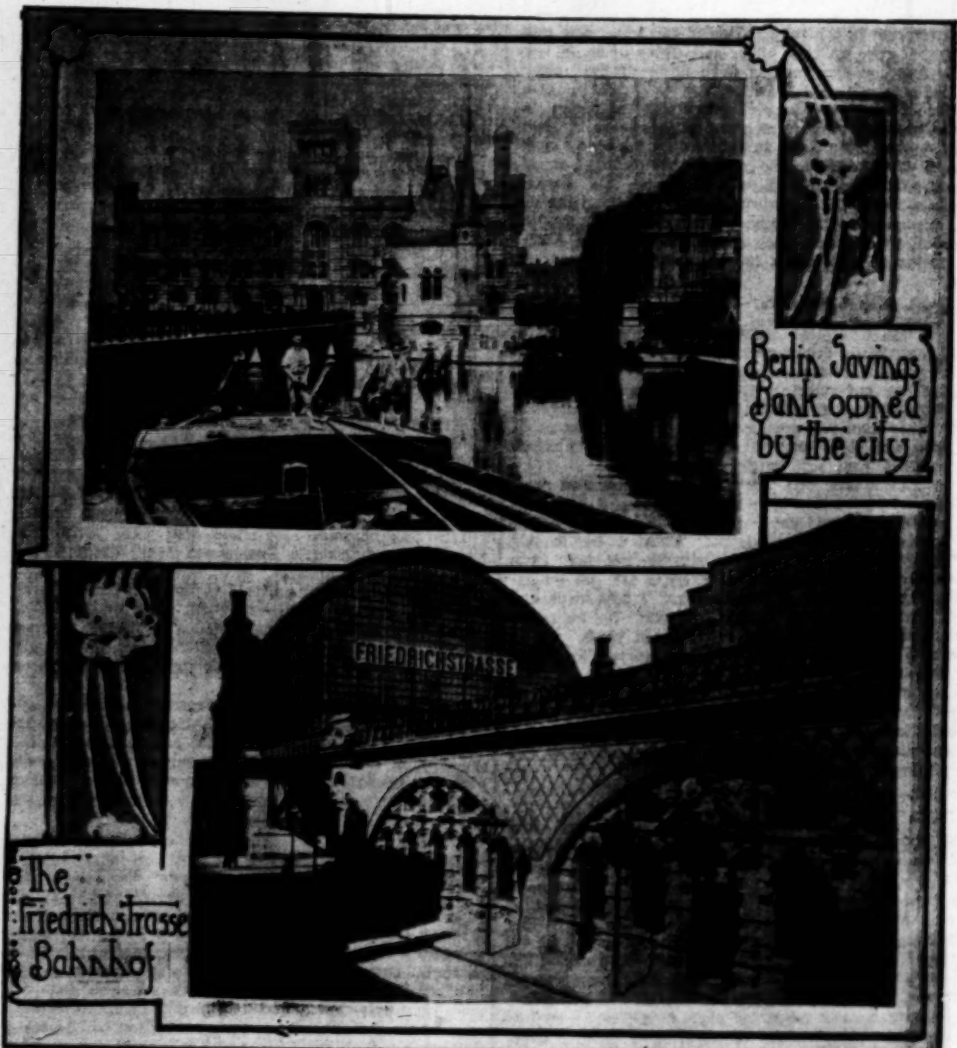 Berlin Savings
Bank owned
by the city
FRIEDRICHSTRASSE
The
Friedrichstrasse
Bahnhof